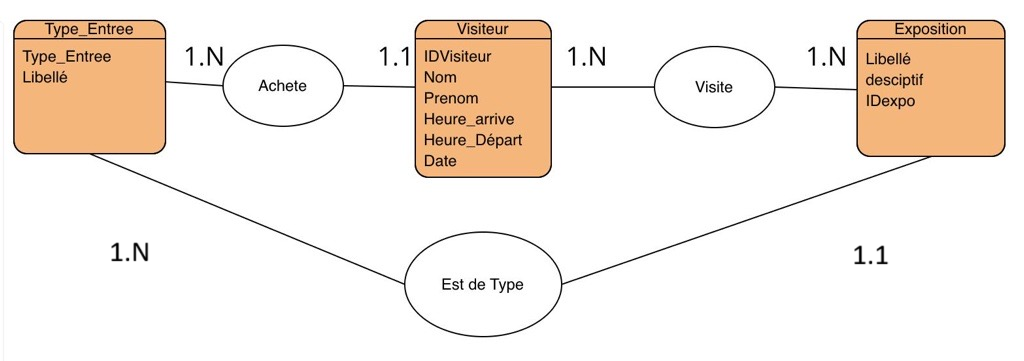 Type_Entree
Type_Entree
Libellé
1.N
Achete
1.1
Visiteur
IDVisiteur
Nom
Prenom
Heure_arrive
Heure_Départ
Date
1.N
Visite
1.N
Exposition
Libellé
desciptif
IDexpo
1.N
Est de Type
1.1